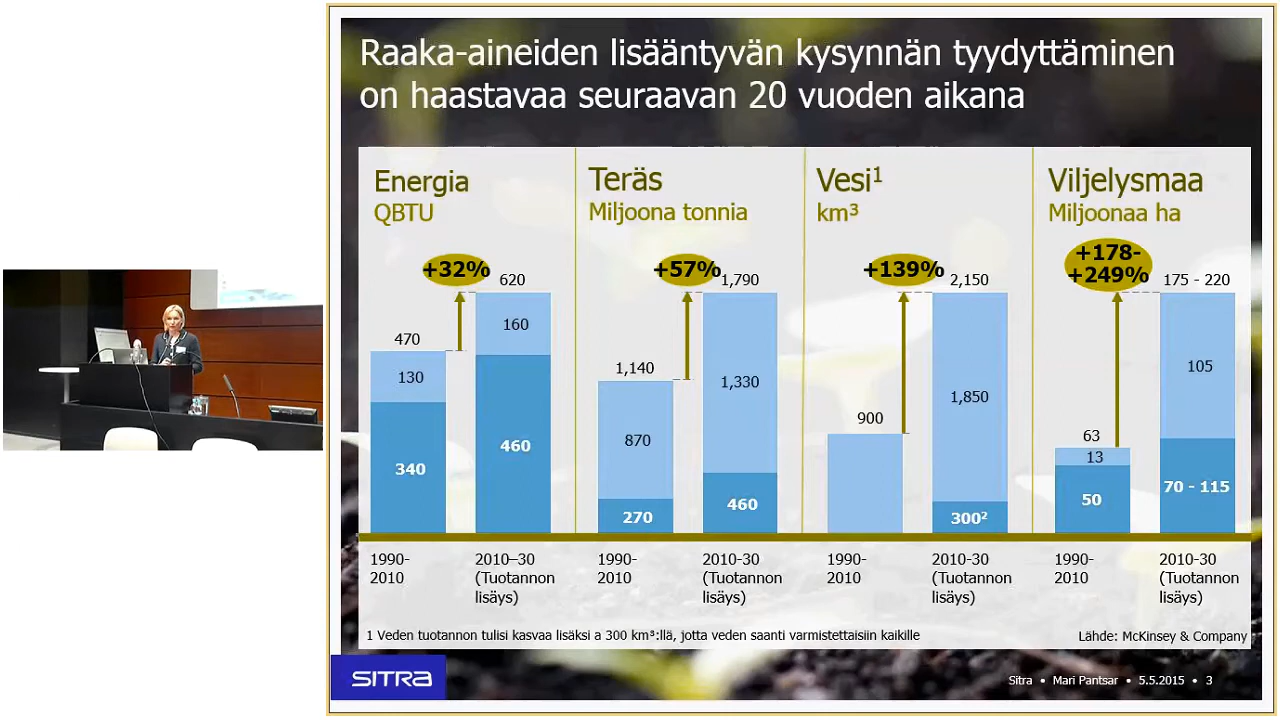 Raaka-aineiden lisääntyvän kysynnän tyydyttäminen
on haastavaa seuraavan 20 vuoden aikana
Energia
QBTU
+32%
470
130
340
1990-
2010
620
160
460
2010–30
(Tuotannon
lisäys)
Teräs
Miljoona tonnia
+57%
1,140
870
270
1990-
2010
1,790
1,330
460
2010-30
(Tuotannon
lisäys)
Vesi¹
km³
+139%
900
1990-
2010
2,150
1,850
300²
2010-30
(Tuotannon
lisäys)
Viljelysmaa
Miljoonaa ha
+178-
+249%
63
13
50
1990-
2010
175 - 220
105
70 - 115
2010-30
(Tuotannon
lisäys)
1 Veden tuotannon tulisi kasvaa lisäksi a 300 km³:llä, jotta veden saanti varmistettaisiin kaikille
Lähde: McKinsey & Company
SITRA
Sitra • Mari Pantsar • 5.5.2015 • 3